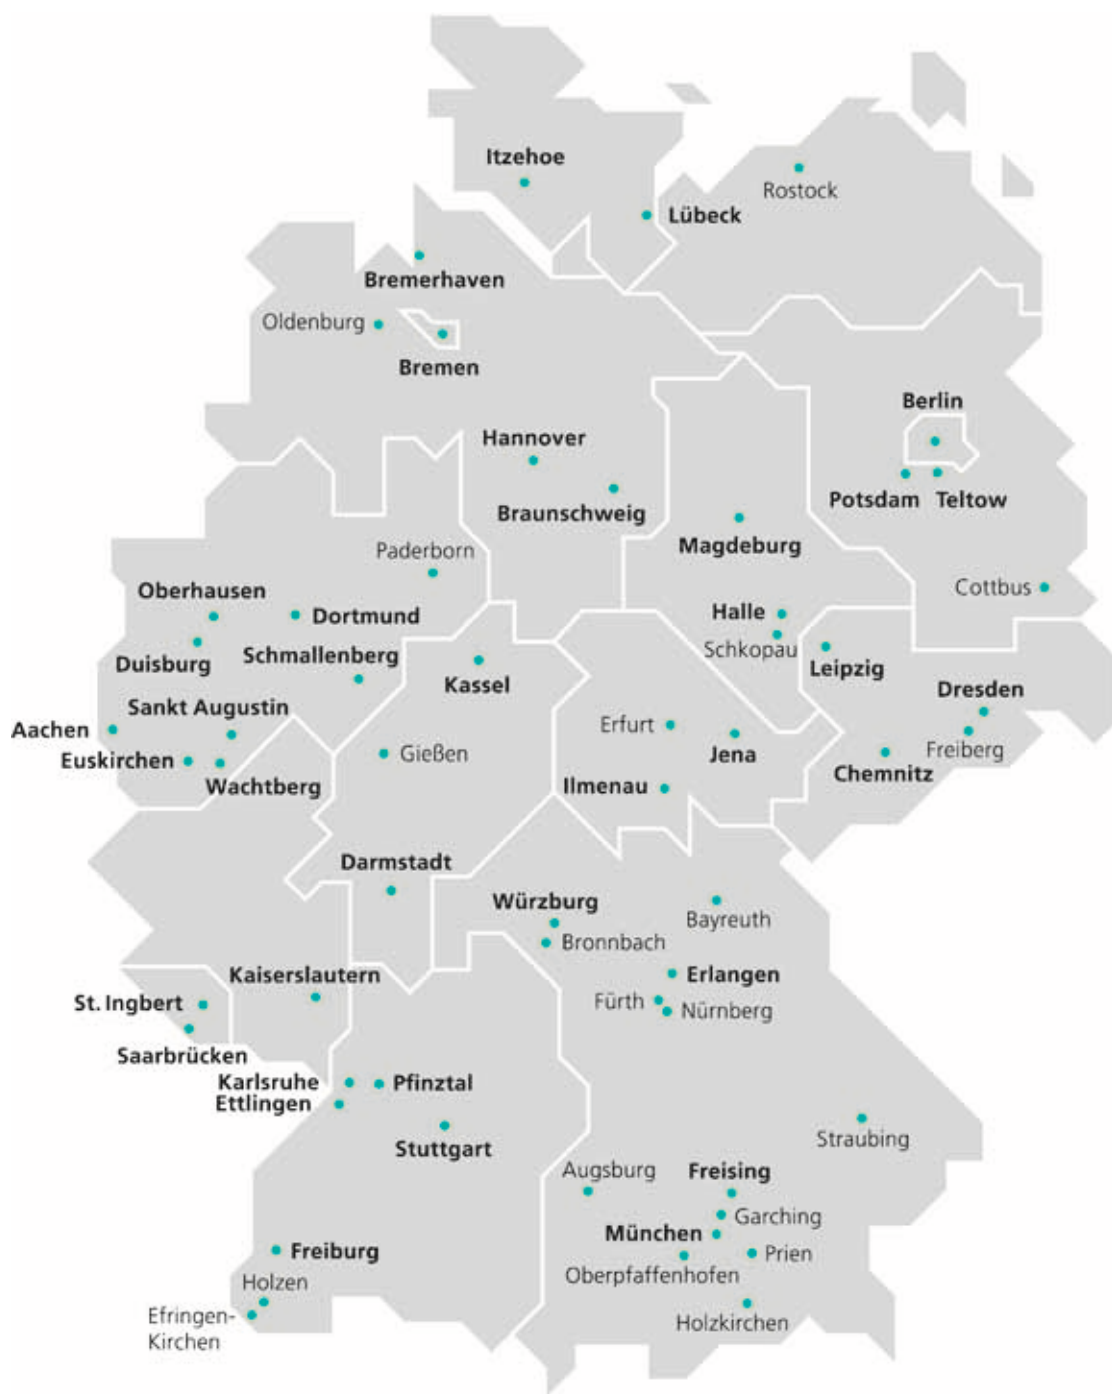 Itzehoe
Rostock
Lübeck
Bremerhaven
Oldenburg
Bremen
Berlin
Hannover
Potsdam
Teltow
Braunschweig
Magdeburg
Paderborn
Cottbus
Oberhausen
Dortmund
Halle
Schkopau
Duisburg
Schmallenberg
Leipzig
Kassel
Dresden
Sankt Augustin
Aachen
Erfurt
Freiberg
Euskirchen
Gießen
Jena
Chemnitz
Wachtberg
Ilmenau
Darmstadt
Würzburg
Bayreuth
Bronnbach
Kaiserslautern
Erlangen
St. Ingbert
Fürth
Nürnberg
Saarbrücken
Karlsruhe
Pfinztal
Ettlingen
Straubing
Stuttgart
Augsburg
Freising
Garching
München
Freiburg
Prien
Oberpfaffenhofen
Holzen
Efringen-
Kirchen
Holzkirchen